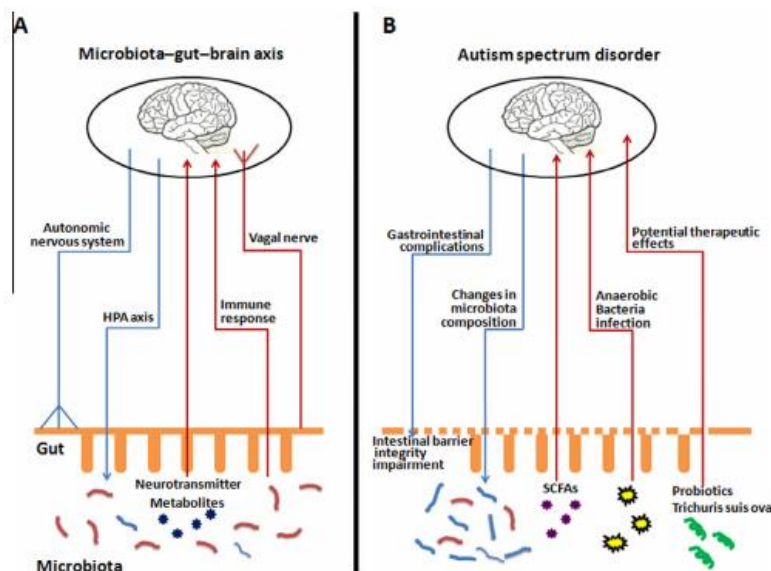 A
Microbiota–gut–brain axis
Autonomic
nervous system
Vagal nerve
HPA axis
Immune
response
Gut
Neurotransmitter
Metabolites
Microbiota
B
Autism spectrum disorder
Gastrointestinal
complications
Potential therapeutic
effects
Changes in
microbiota
composition
Anaerobic
Bacteria
infection
Intestinal barrier
integrity
impairment
SCFAs
Probiotics
Trichuris suis ova